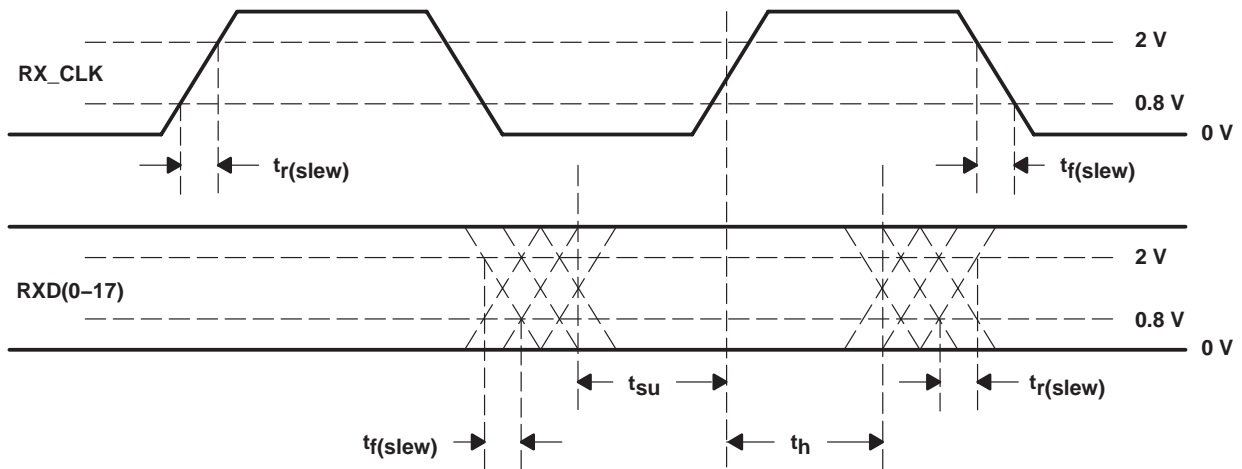 2 V
RX_CLK
0.8 V
0 V
tr(slew)
tf(slew)
2 V
RXD(0–17)
0.8 V
0 V
tsu
tr(slew)
tf(slew)
th